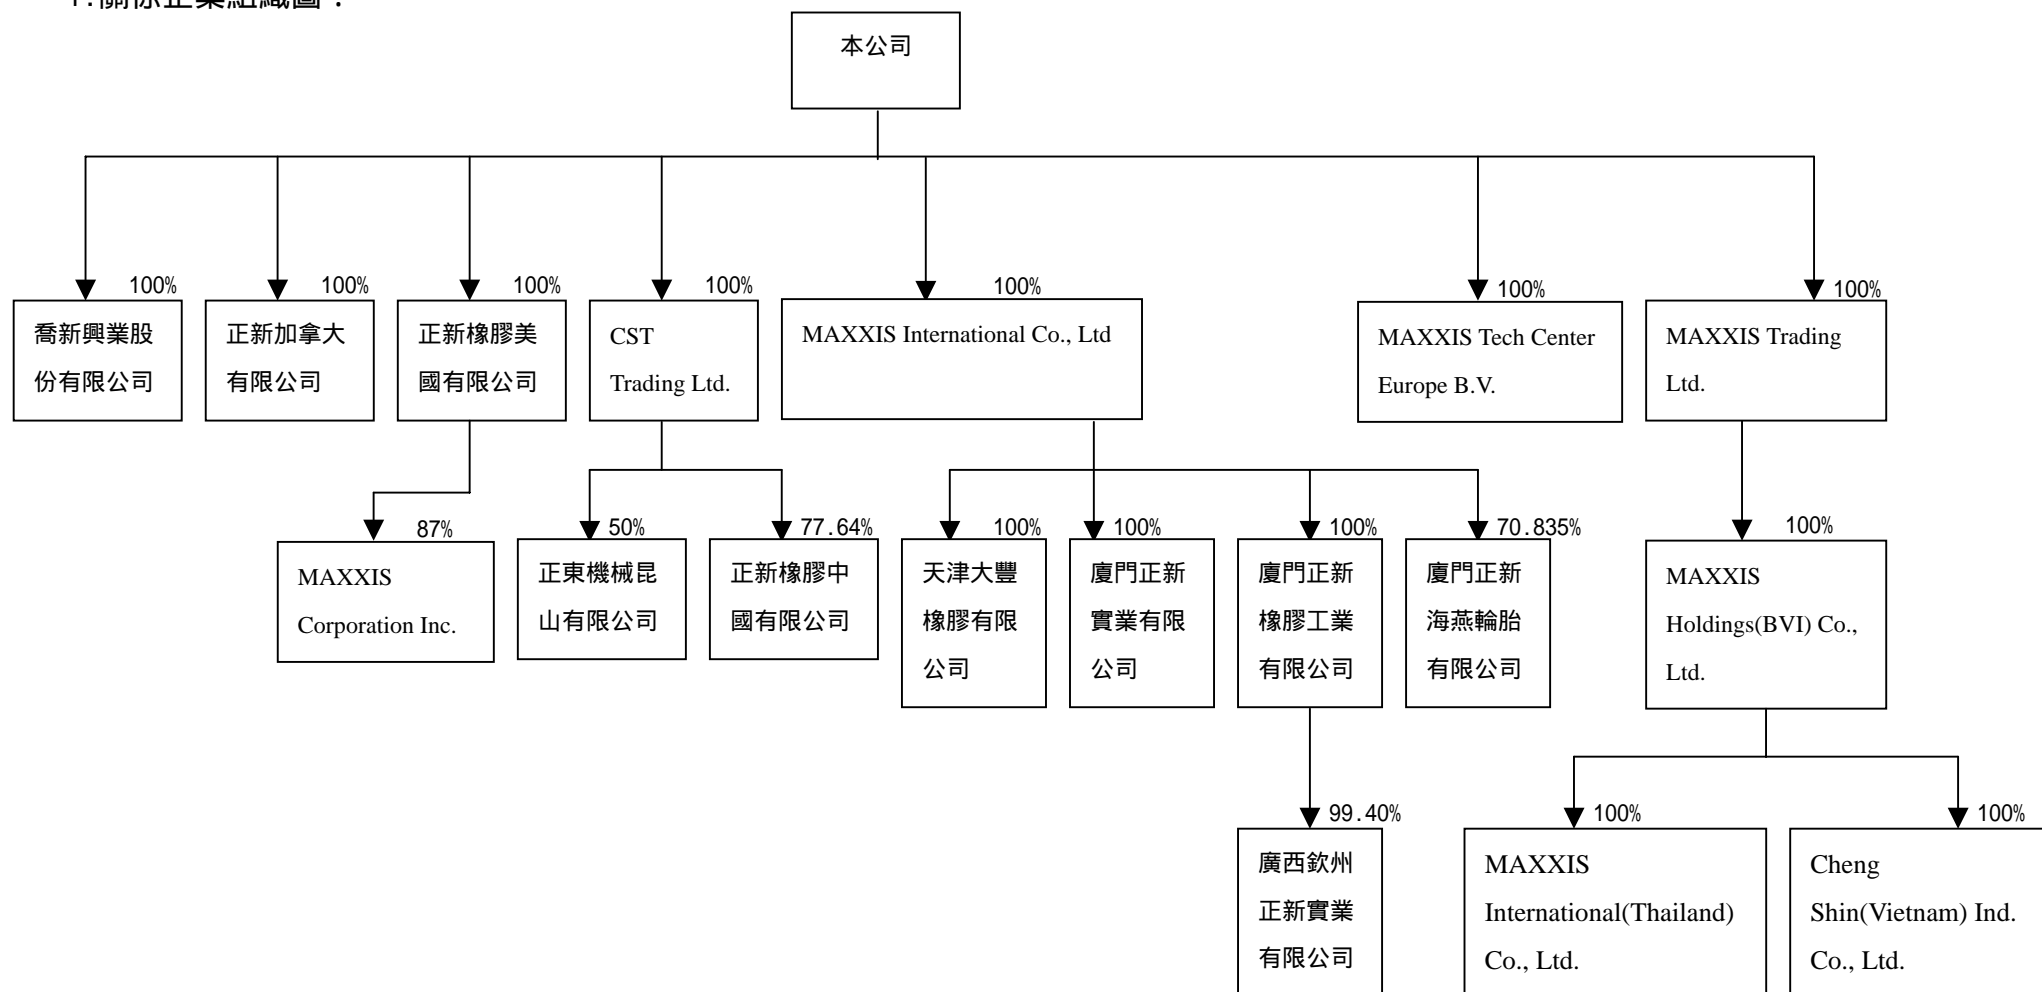 1.關係企業組織圖：
本公司
100%
100%
100%
100%
100%
100%
100%
喬新興業股
份有限公司
正新加拿大
有限公司
正新橡膠美
國有限公司
CST
Trading Ltd.
MAXXIS International Co., Ltd
MAXXIS Tech Center
Europe B.V.
MAXXIS Trading
Ltd.
87%
50%
77.64%
100%
100%
100%
70.835%
100%
MAXXIS
Corporation Inc.
正東機械昆
山有限公司
正新橡膠中
國有限公司
天津大豐
橡膠有限
公司
廈門正新
實業有限
公司
廈門正新
橡膠工業
有限公司
廈門正新
海燕輪胎
有限公司
MAXXIS
Holdings(BVI) Co.,
Ltd.
99.40%
100%
100%
廣西欽州
正新實業
有限公司
MAXXIS
International(Thailand)
Co., Ltd.
Cheng
Shin(Vietnam) Ind.
Co., Ltd.